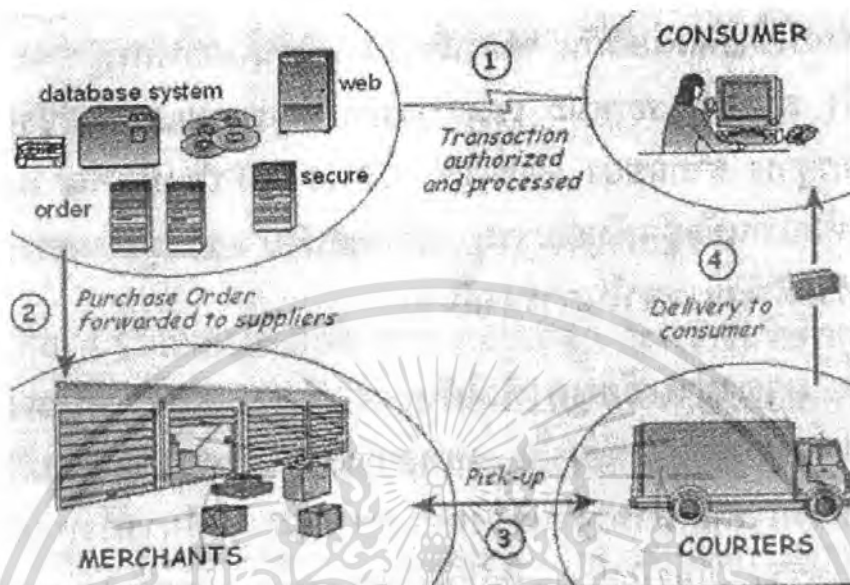 CONSUMER
1
web
database system
Transaction
authorized
and processed
secure
order
4
2
Purchase Order
forwarded to suppliers
Delivery to
consumer
Pick-up
3
MERCHANTS
COURIERS